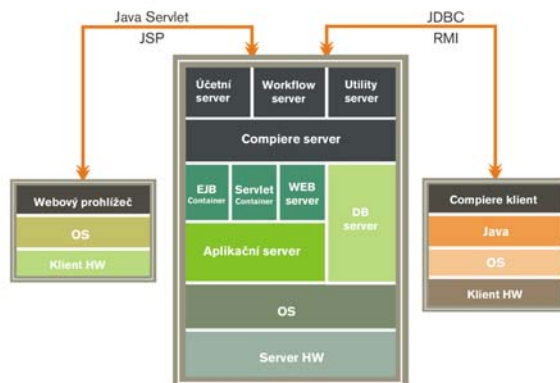 Java Servlet
JSP
JDBC
RMI
Účetní
server
Workflow
server
Utility
server
Compiere server
EJB
Container
Servlet
Container
WEB
server
DB
server
Aplikační server
OS
Server HW
Webový prohlížeč
OS
Klient HW
Compiere klient
Java
OS
Klient HW